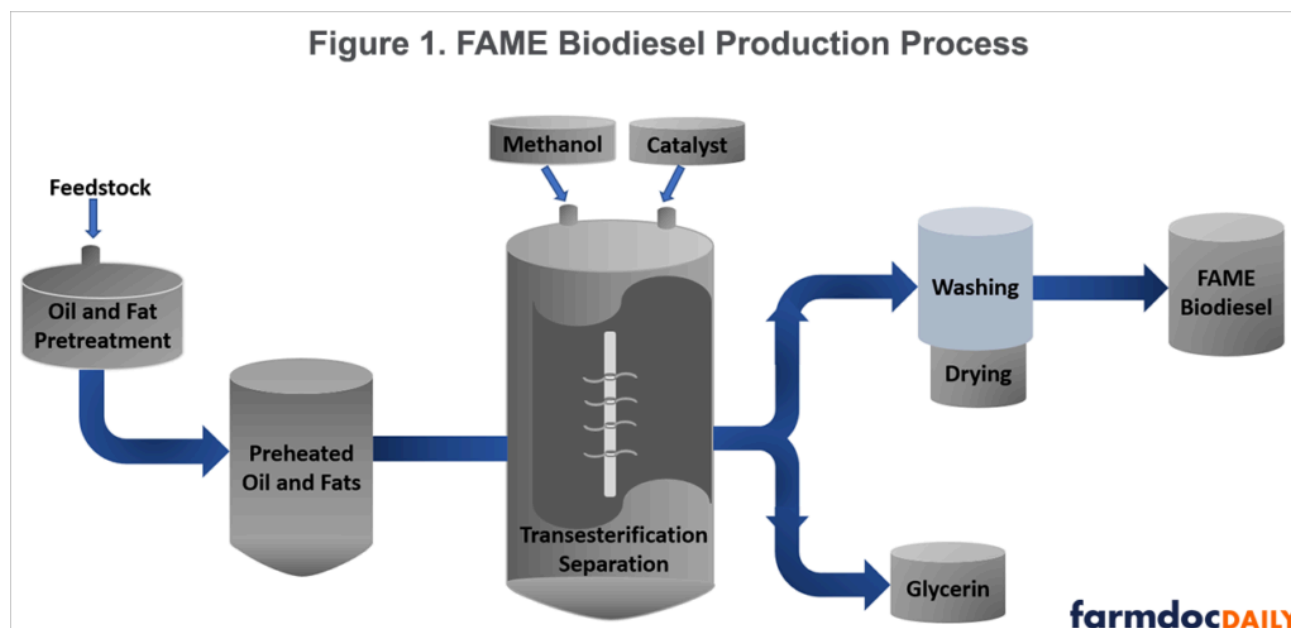 Figure 1. FAME Biodiesel Production Process
Methanol
Catalyst
Feedstock
Oil and Fat
Pretreatment
Preheated
Oil and Fats
Transesterification
Separation
Washing
Drying
FAME
Biodiesel
Glycerin
farmdocDAILY